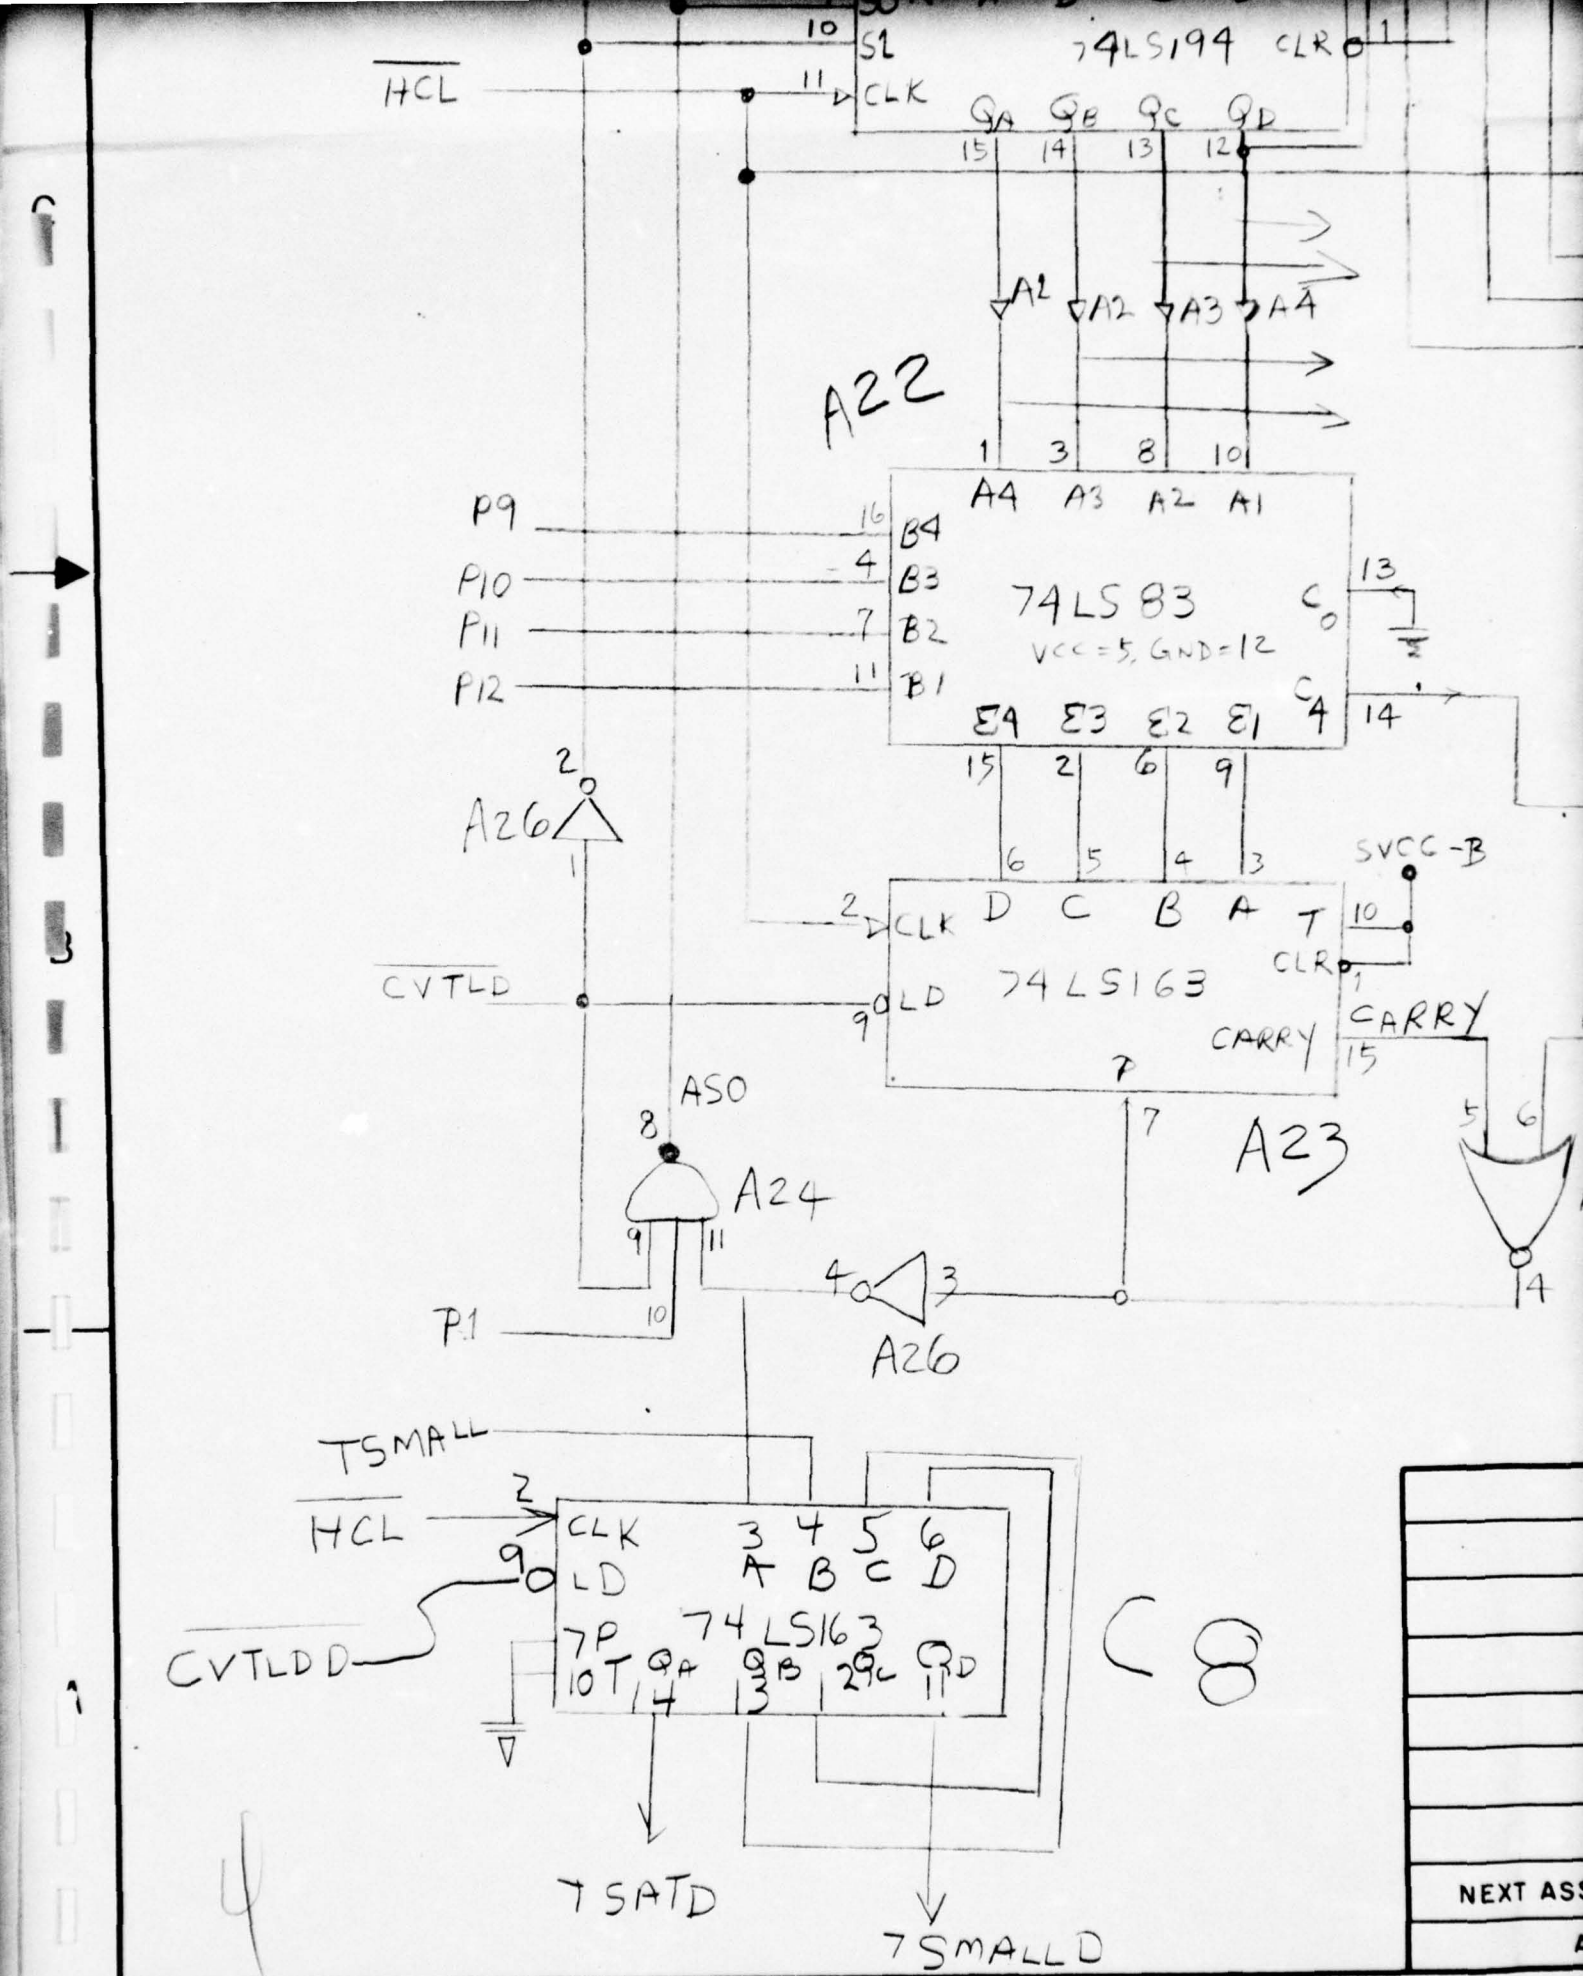 10 S1 74LS194 CLR 1
HCL 11 CLK
QA QB QC QD
15 14 13 12
A1 A2 A3 A4
A22
1 3 8 10
P9 16 B4 A4 A3 A2 A1
P10 4 B3 74LS83 C0 13
P11 7 B2 VCC=5, GND=12
P12 11 B1 C4 14
Σ4 Σ3 Σ2 Σ1
15 2 6 9
2
A26
1
6 5 4 3 5VCC-B
2 CLK D C B A T 10
CVTLD 9 LD 74LS163 CLR 1
CARRY CARRY
15
P
7
AS0
8
A24
A23
5 6
9 11
4 3
4
P1 10
A26
TSMALL
HCL 2 CLK 3 4 5 6
9 LD A B C D
74LS163
C8
CVTLDD 7P
10T QA QB QC QD
14 13 12 11
4
TSATD
TSMALLD
NEXT ASS